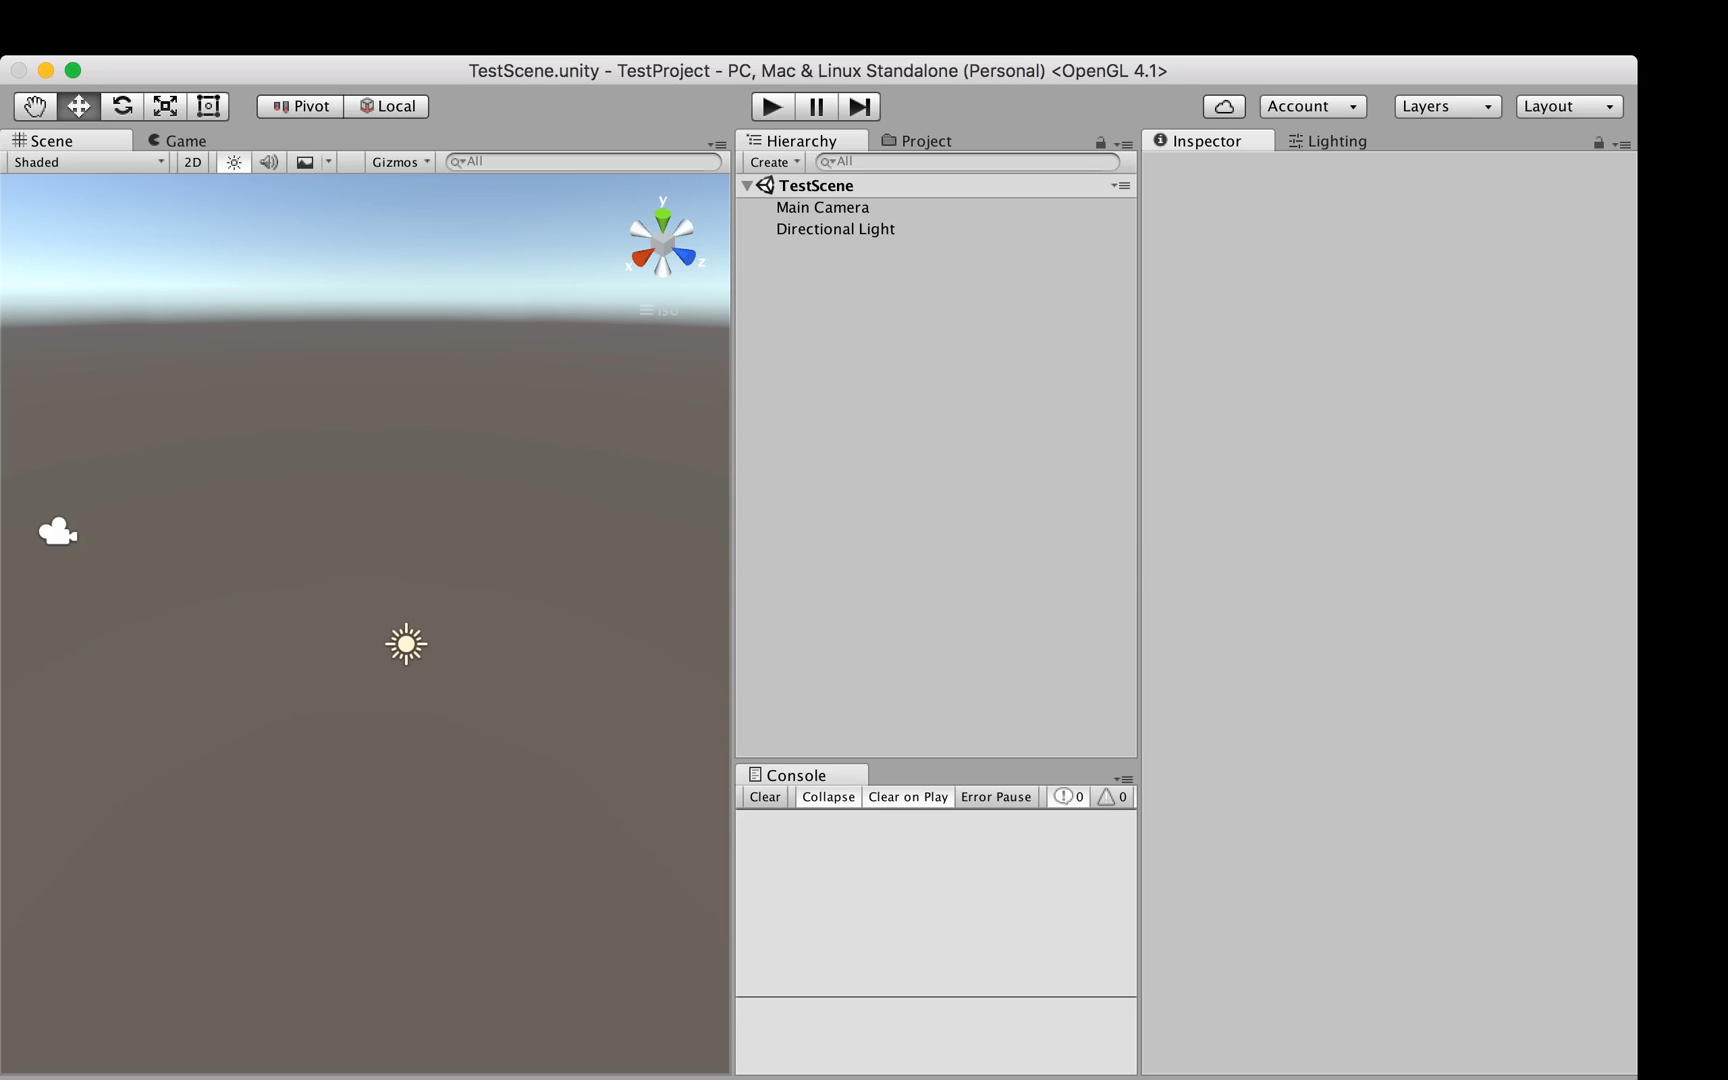 TestScene.unity - TestProject - PC, Mac & Linux Standalone (Personal) <OpenGL 4.1>
Pivot Local Account Layers Layout
Scene Game Hierarchy Project Inspector Lighting
Shaded 2D Gizmos All Create All
TestScene
Main Camera
Directional Light
y
x z
Iso
Console
Clear Collapse Clear on Play Error Pause 0 0